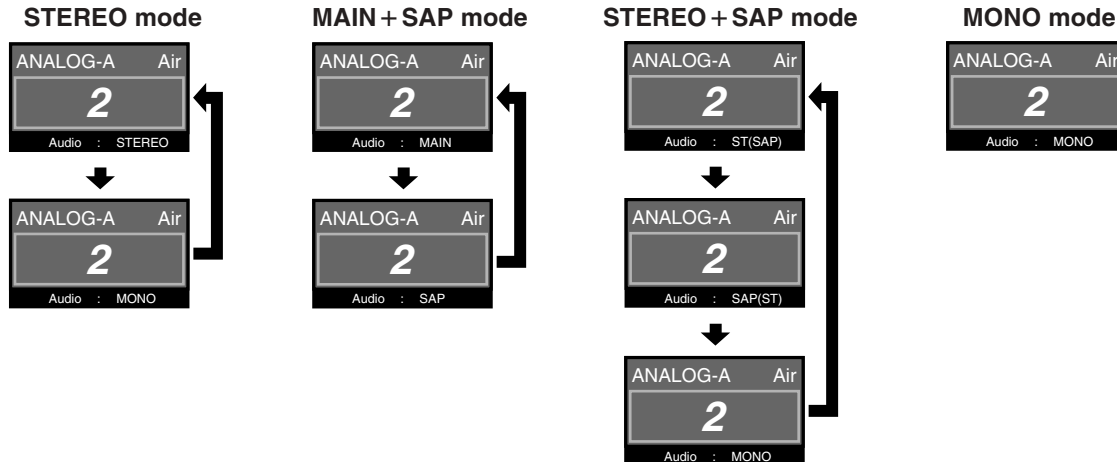 STEREO mode
ANALOG-A Air
2
Audio : STEREO
ANALOG-A Air
2
Audio : MONO
MAIN+SAP mode
ANALOG-A Air
2
Audio : MAIN
ANALOG-A Air
2
Audio : SAP
STEREO+SAP mode
ANALOG-A Air
2
Audio : ST(SAP)
ANALOG-A Air
2
Audio : SAP(ST)
ANALOG-A Air
2
Audio : MONO
MONO mode
ANALOG-A Air
2
Audio : MONO